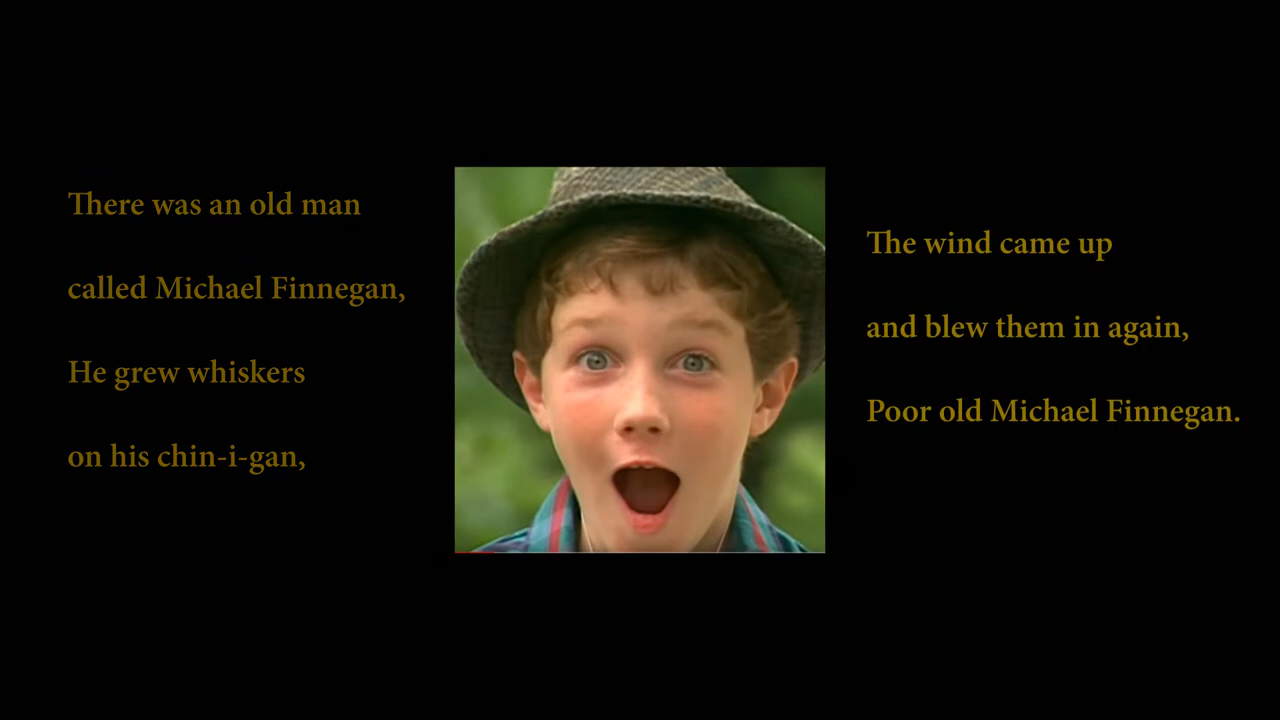 There was an old man
called Michael Finnegan,
He grew whiskers
on his chin-i-gan,
The wind came up
and blew them in again,
Poor old Michael Finnegan.